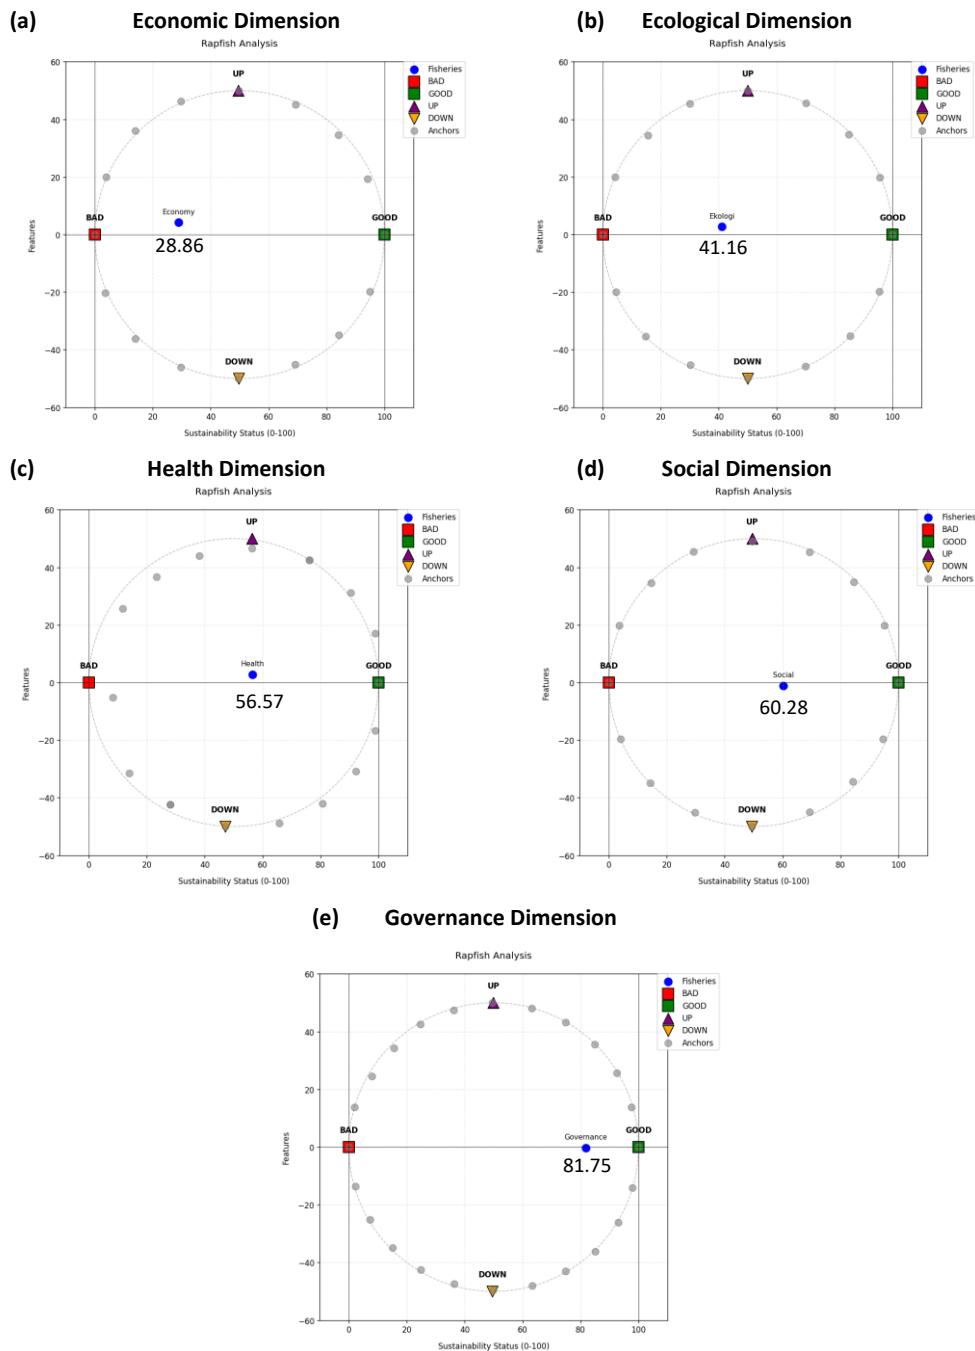 (a) Economic Dimension
Rapfish Analysis
60
40
20
0
−20
−40
−60
Features
UP
BAD
GOOD
DOWN
Economy
28.86
0 20 40 60 80 100
Sustainability Status (0-100)
Fisheries
BAD
GOOD
UP
DOWN
Anchors
(b) Ecological Dimension
Rapfish Analysis
60
40
20
0
−20
−40
−60
Features
UP
BAD
GOOD
DOWN
Ekologi
41.16
0 20 40 60 80 100
Sustainability Status (0-100)
Fisheries
BAD
GOOD
UP
DOWN
Anchors
(c) Health Dimension
Rapfish Analysis
60
40
20
0
−20
−40
−60
Features
UP
BAD
GOOD
DOWN
Health
56.57
0 20 40 60 80 100
Sustainability Status (0-100)
Fisheries
BAD
GOOD
UP
DOWN
Anchors
(d) Social Dimension
Rapfish Analysis
60
40
20
0
−20
−40
−60
Features
UP
BAD
GOOD
DOWN
Social
60.28
0 20 40 60 80 100
Sustainability Status (0-100)
Fisheries
BAD
GOOD
UP
DOWN
Anchors
(e) Governance Dimension
Rapfish Analysis
60
40
20
0
−20
−40
−60
Features
UP
BAD
GOOD
DOWN
Governance
81.75
0 20 40 60 80 100
Sustainability Status (0-100)
Fisheries
BAD
GOOD
UP
DOWN
Anchors